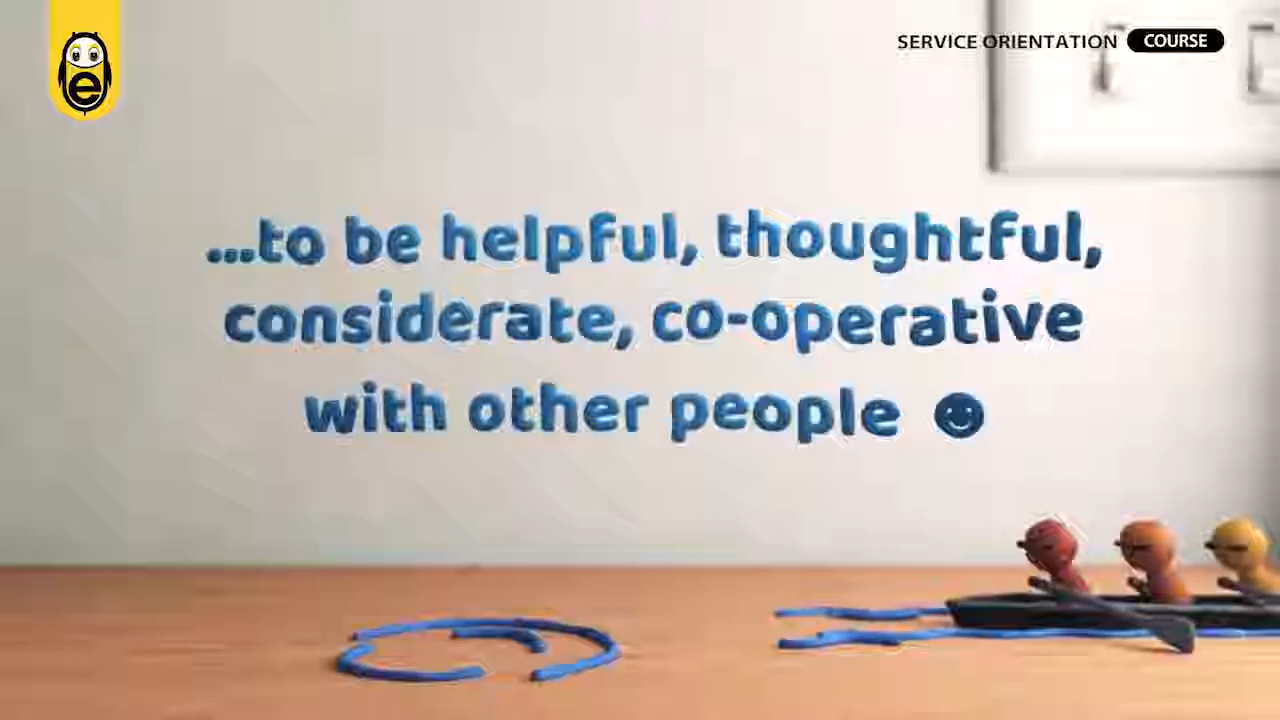 e
SERVICE ORIENTATION COURSE
...to be helpful, thoughtful,
considerate, co-operative
with other people ☻